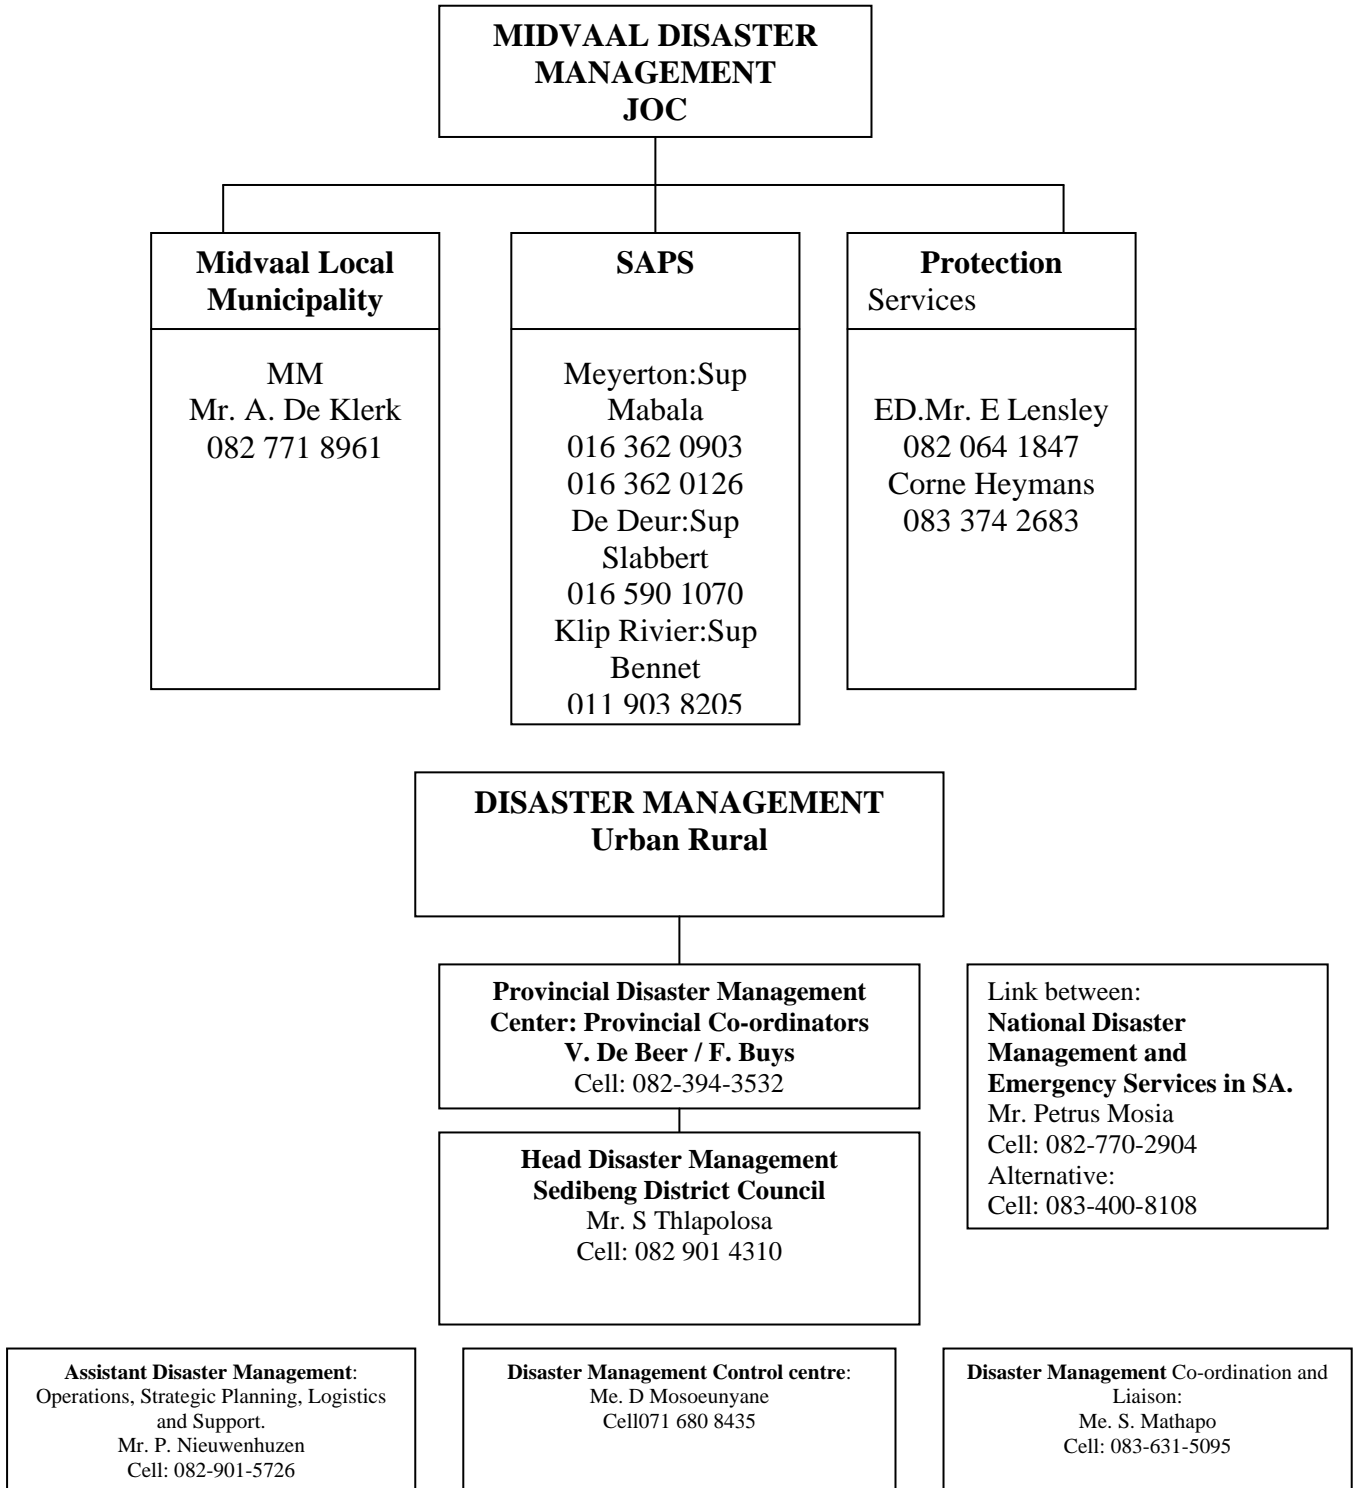 MIDVAAL DISASTER
MANAGEMENT
JOC
Midvaal Local
Municipality
MM
Mr. A. De Klerk
082 771 8961
SAPS
Meyerton:Sup
Mabala
016 362 0903
016 362 0126
De Deur:Sup
Slabbert
016 590 1070
Klip Rivier:Sup
Bennet
011 903 8205
Protection
Services
ED.Mr. E Lensley
082 064 1847
Corne Heymans
083 374 2683
DISASTER MANAGEMENT
Urban Rural
Provincial Disaster Management
Center: Provincial Co-ordinators
V. De Beer / F. Buys
Cell: 082-394-3532
Link between:
National Disaster
Management and
Emergency Services in SA.
Mr. Petrus Mosia
Cell: 082-770-2904
Alternative:
Cell: 083-400-8108
Head Disaster Management
Sedibeng District Council
Mr. S Thlapolosa
Cell: 082 901 4310
Assistant Disaster Management:
Operations, Strategic Planning, Logistics
and Support.
Mr. P. Nieuwenhuzen
Cell: 082-901-5726
Disaster Management Control centre:
Me. D Mosoeunyane
Cell071 680 8435
Disaster Management Co-ordination and
Liaison:
Me. S. Mathapo
Cell: 083-631-5095